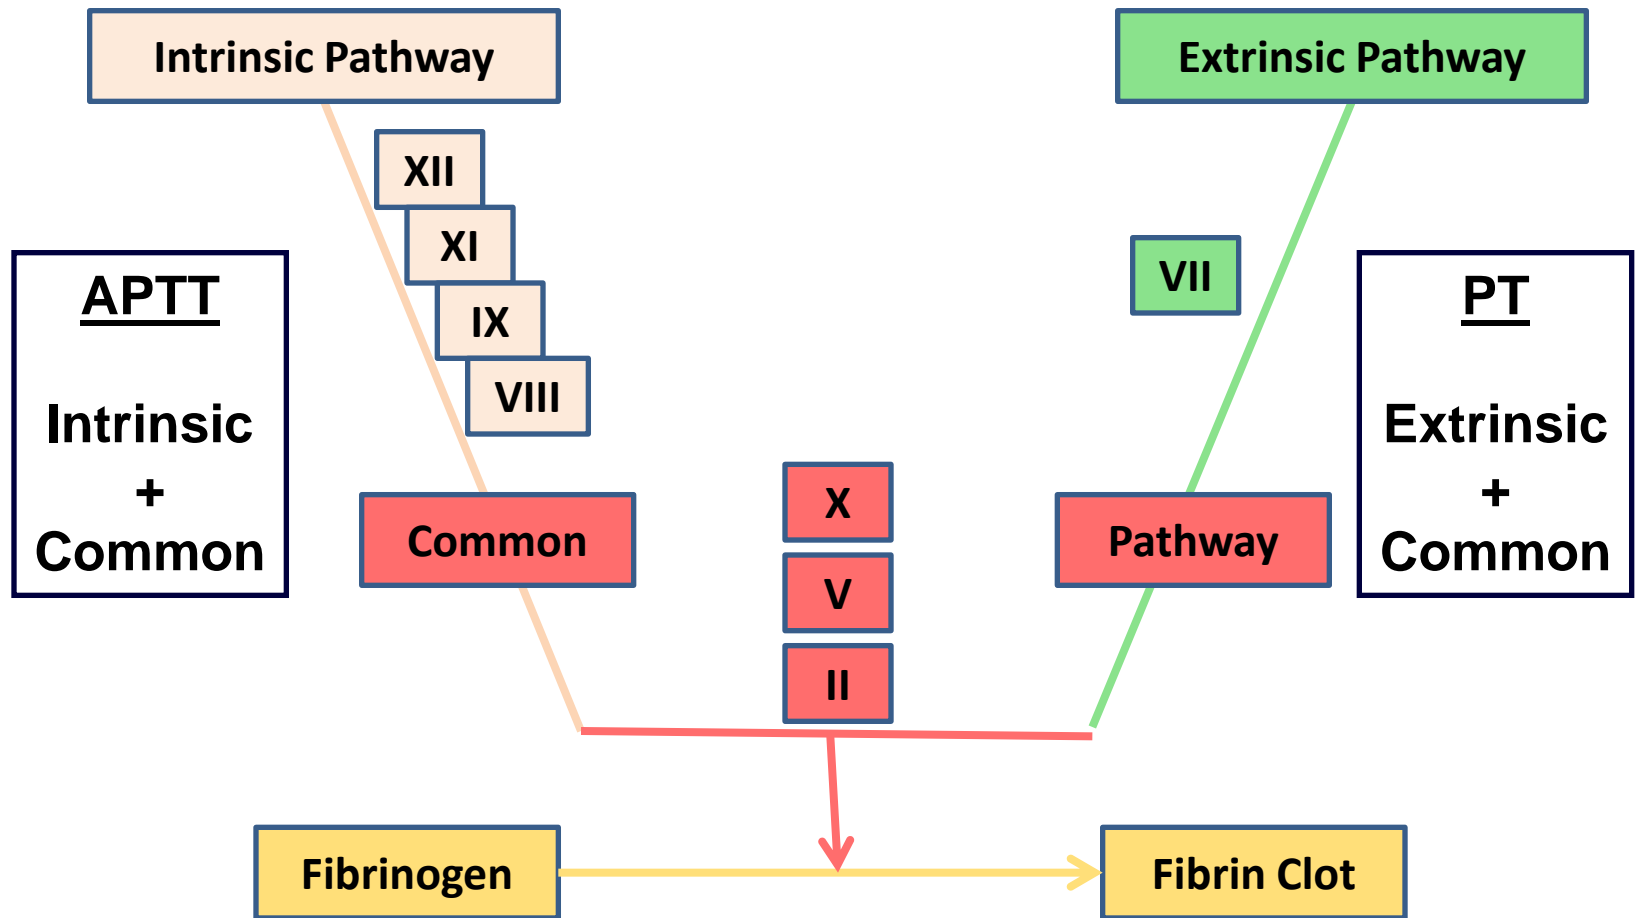 Intrinsic Pathway
Extrinsic Pathway
XII
XI
IX
VIII
VII
APTT
Intrinsic
+
Common
PT
Extrinsic
+
Common
Common
Pathway
X
V
II
Fibrinogen
Fibrin Clot